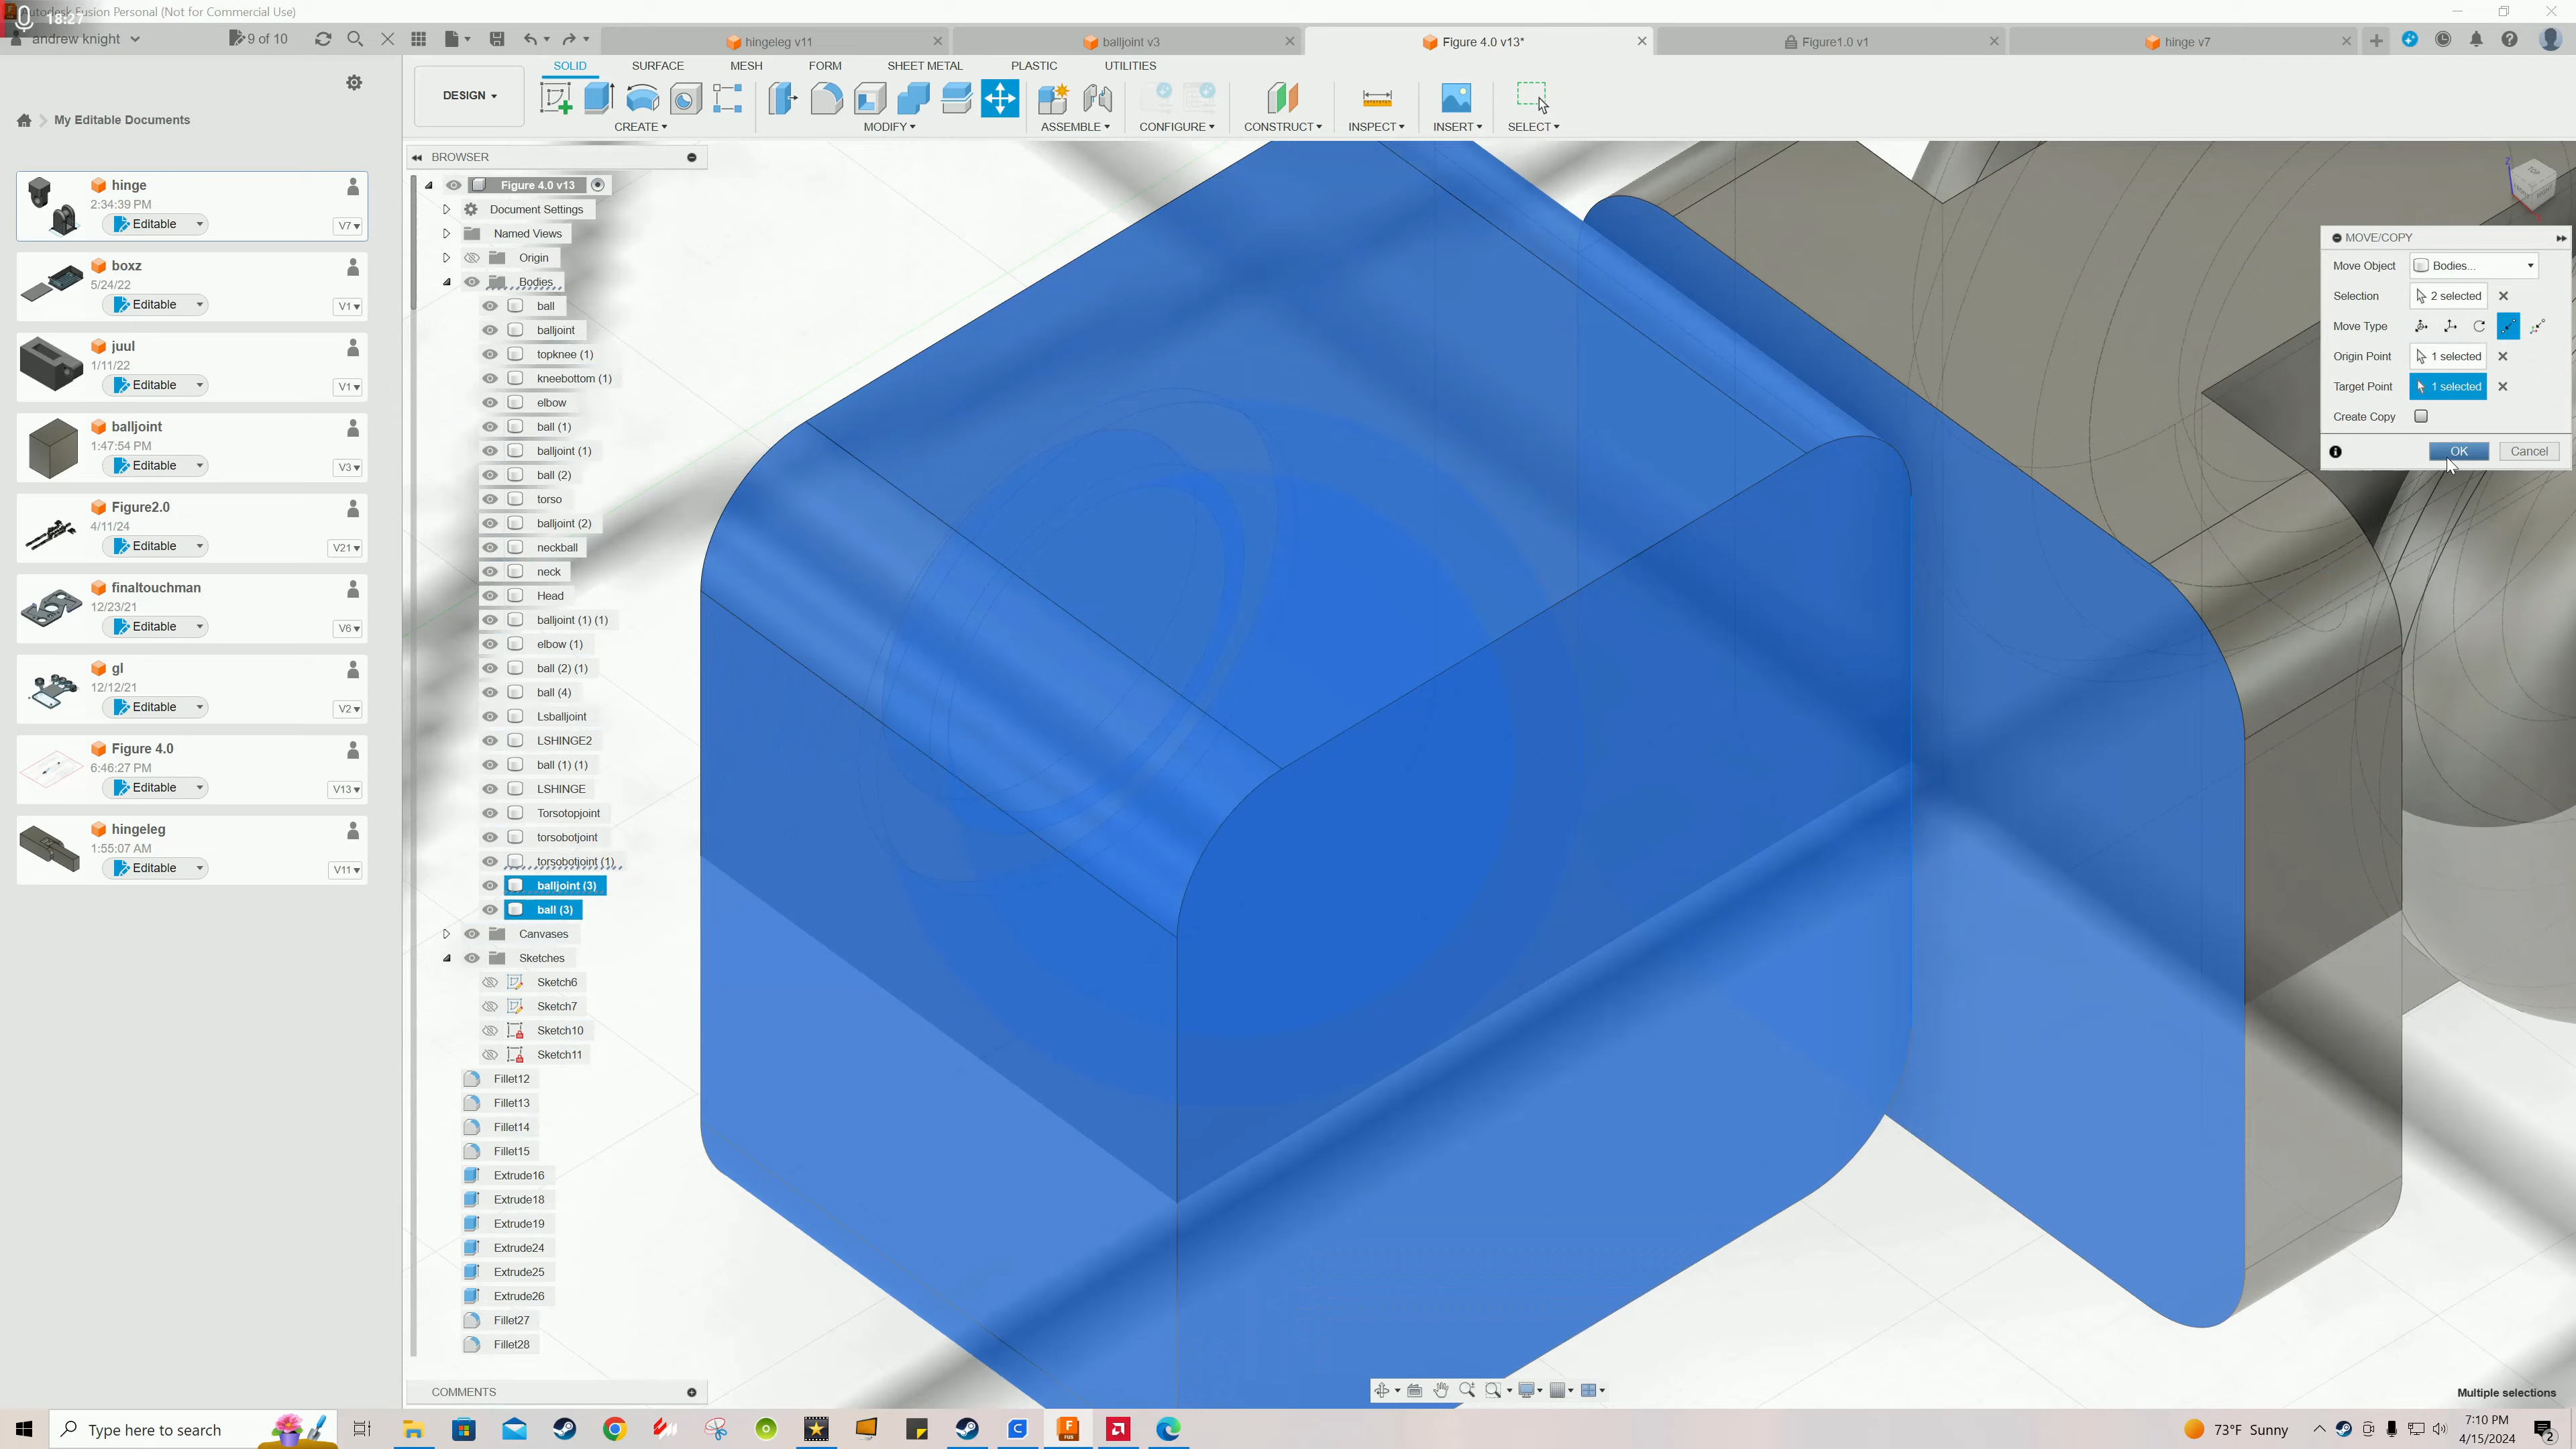 Autodesk Fusion Personal (Not for Commercial Use)
18:27
andrew knight
9 of 10
hingeleg v11
balljoint v3
Figure 4.0 v13*
Figure1.0 v1
hinge v7
SOLID
SURFACE
MESH
FORM
SHEET METAL
PLASTIC
UTILITIES
DESIGN
CREATE
MODIFY
ASSEMBLE
CONFIGURE
CONSTRUCT
INSPECT
INSERT
SELECT
My Editable Documents
hinge
2:34:39 PM
Editable
V7
boxz
5/24/22
Editable
V1
juul
1/11/22
Editable
V1
balljoint
1:47:54 PM
Editable
V3
Figure2.0
4/11/24
Editable
V21
finaltouchman
12/23/21
Editable
V6
gl
12/12/21
Editable
V2
Figure 4.0
6:46:27 PM
Editable
V13
hingeleg
1:55:07 AM
Editable
V11
BROWSER
Figure 4.0 v13
Document Settings
Named Views
Origin
Bodies
ball
balljoint
topknee (1)
kneebottom (1)
elbow
ball (1)
balljoint (1)
ball (2)
torso
balljoint (2)
neckball
neck
Head
balljoint (1) (1)
elbow (1)
ball (2) (1)
ball (4)
Lsballjoint
LSHINGE2
ball (1) (1)
LSHINGE
Torsotopjoint
torsobotjoint
torsobotjoint (1)
balljoint (3)
ball (3)
Canvases
Sketches
Sketch6
Sketch7
Sketch10
Sketch11
Fillet12
Fillet13
Fillet14
Fillet15
Extrude16
Extrude18
Extrude19
Extrude24
Extrude25
Extrude26
Fillet27
Fillet28
COMMENTS
TOP
MOVE/COPY
Move Object
Bodies...
Selection
2 selected
Move Type
Origin Point
1 selected
Target Point
1 selected
Create Copy
OK
Cancel
Multiple selections
Type here to search
73°F Sunny
7:10 PM
4/15/2024
2